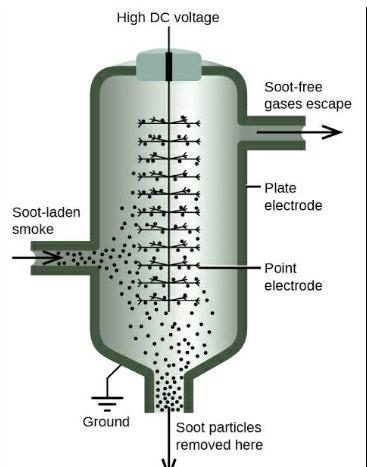 High DC voltage
Soot-free
gases escape
Plate
electrode
Soot-laden
smoke
Point
electrode
Ground
Soot particles
removed here